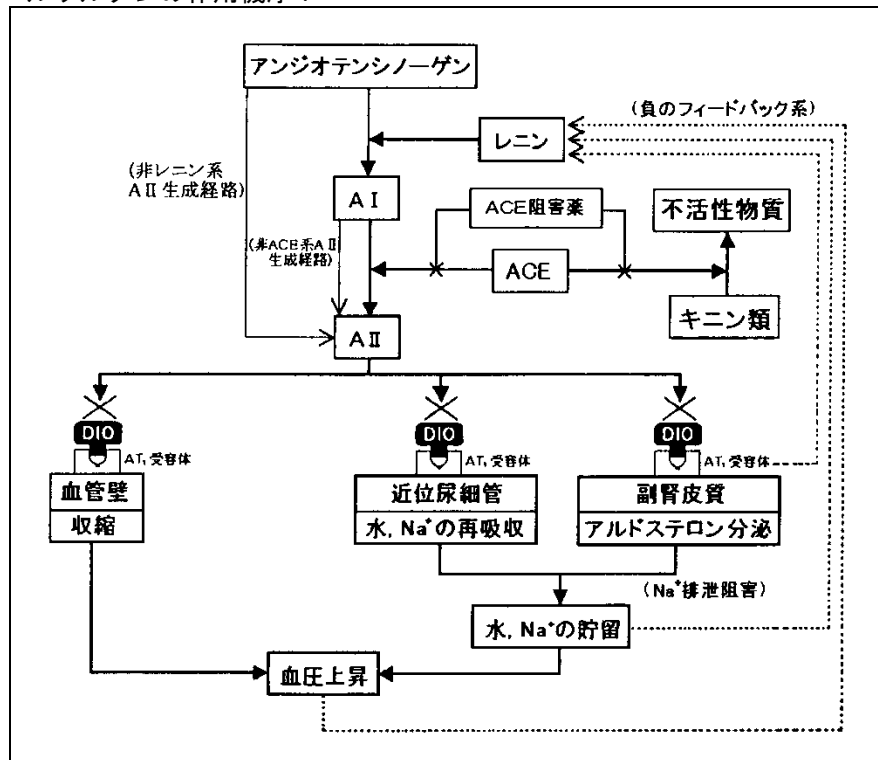 アンジオテンシノーゲン
(負のフィードバック系)
レニン
(非レニン系
AⅡ生成経路)
AⅠ
ACE阻害薬
不活性物質
(非ACE系AⅡ
生成経路)
ACE
キニン類
AⅡ
DIO
DIO
DIO
AT₁受容体
AT₁受容体
AT₁受容体
血管壁
近位尿細管
副腎皮質
収縮
水, Na⁺の再吸収
アルドステロン分泌
(Na⁺排泄阻害)
水, Na⁺の貯留
血圧上昇